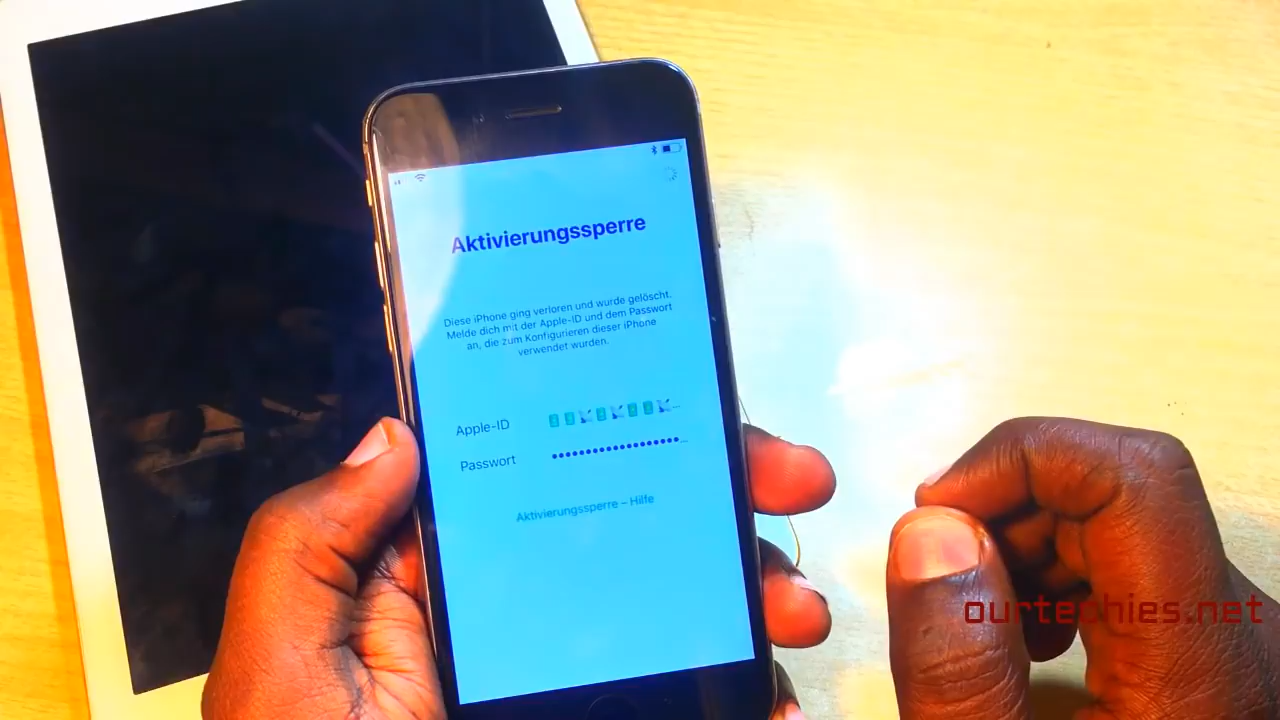 Aktivierungssperre
Diese iPhone ging verloren und wurde gelöscht.
Melde dich mit der Apple-ID und dem Passwort
an, die zum Konfigurieren dieser iPhone
verwendet wurden.
Apple-ID
Passwort
Aktivierungssperre – Hilfe
ourtechies.net